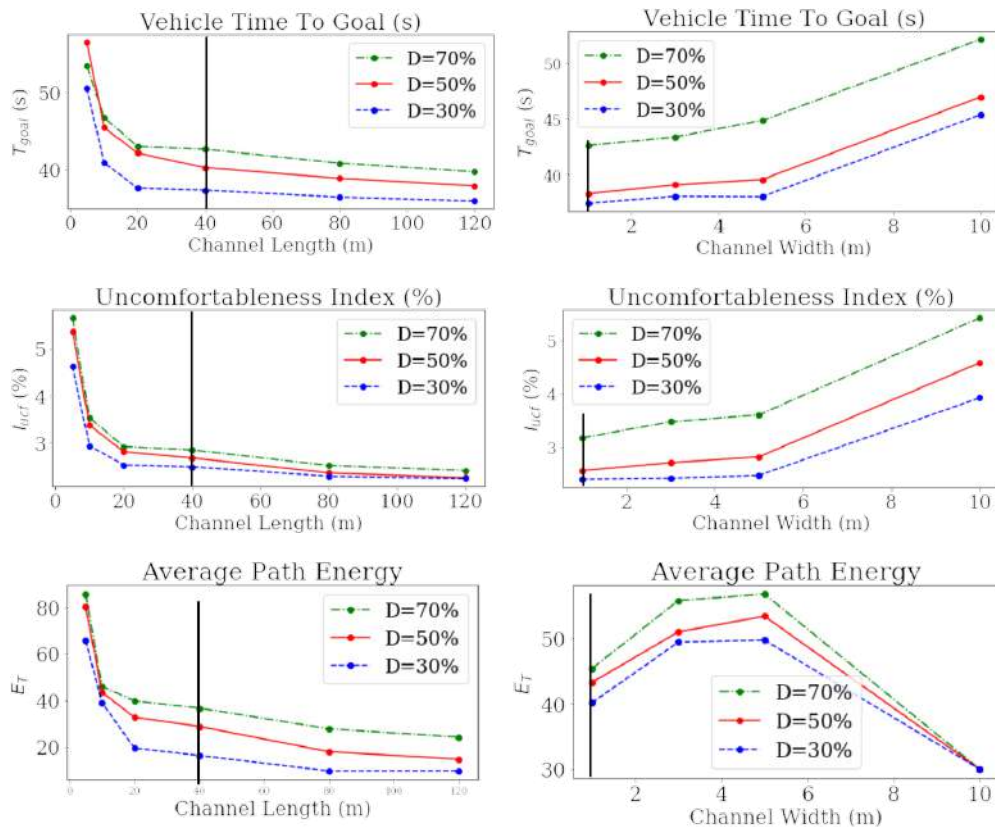 Vehicle Time To Goal (s)
T_goal (s)
50
40
D=70%
D=50%
D=30%
0 20 40 60 80 100 120
Channel Length (m)
Vehicle Time To Goal (s)
T_goal (s)
50
45
40
D=70%
D=50%
D=30%
2 4 6 8 10
Channel Width (m)
Uncomfortableness Index (%)
I_ucf (%)
5
4
3
D=70%
D=50%
D=30%
0 20 40 60 80 100 120
Channel Length (m)
Uncomfortableness Index (%)
I_ucf (%)
5
4
3
D=70%
D=50%
D=30%
2 4 6 8 10
Channel Width (m)
Average Path Energy
E_T
80
60
40
20
D=70%
D=50%
D=30%
0 20 40 60 80 100 120
Channel Length (m)
Average Path Energy
E_T
50
40
30
D=70%
D=50%
D=30%
2 4 6 8 10
Channel Width (m)